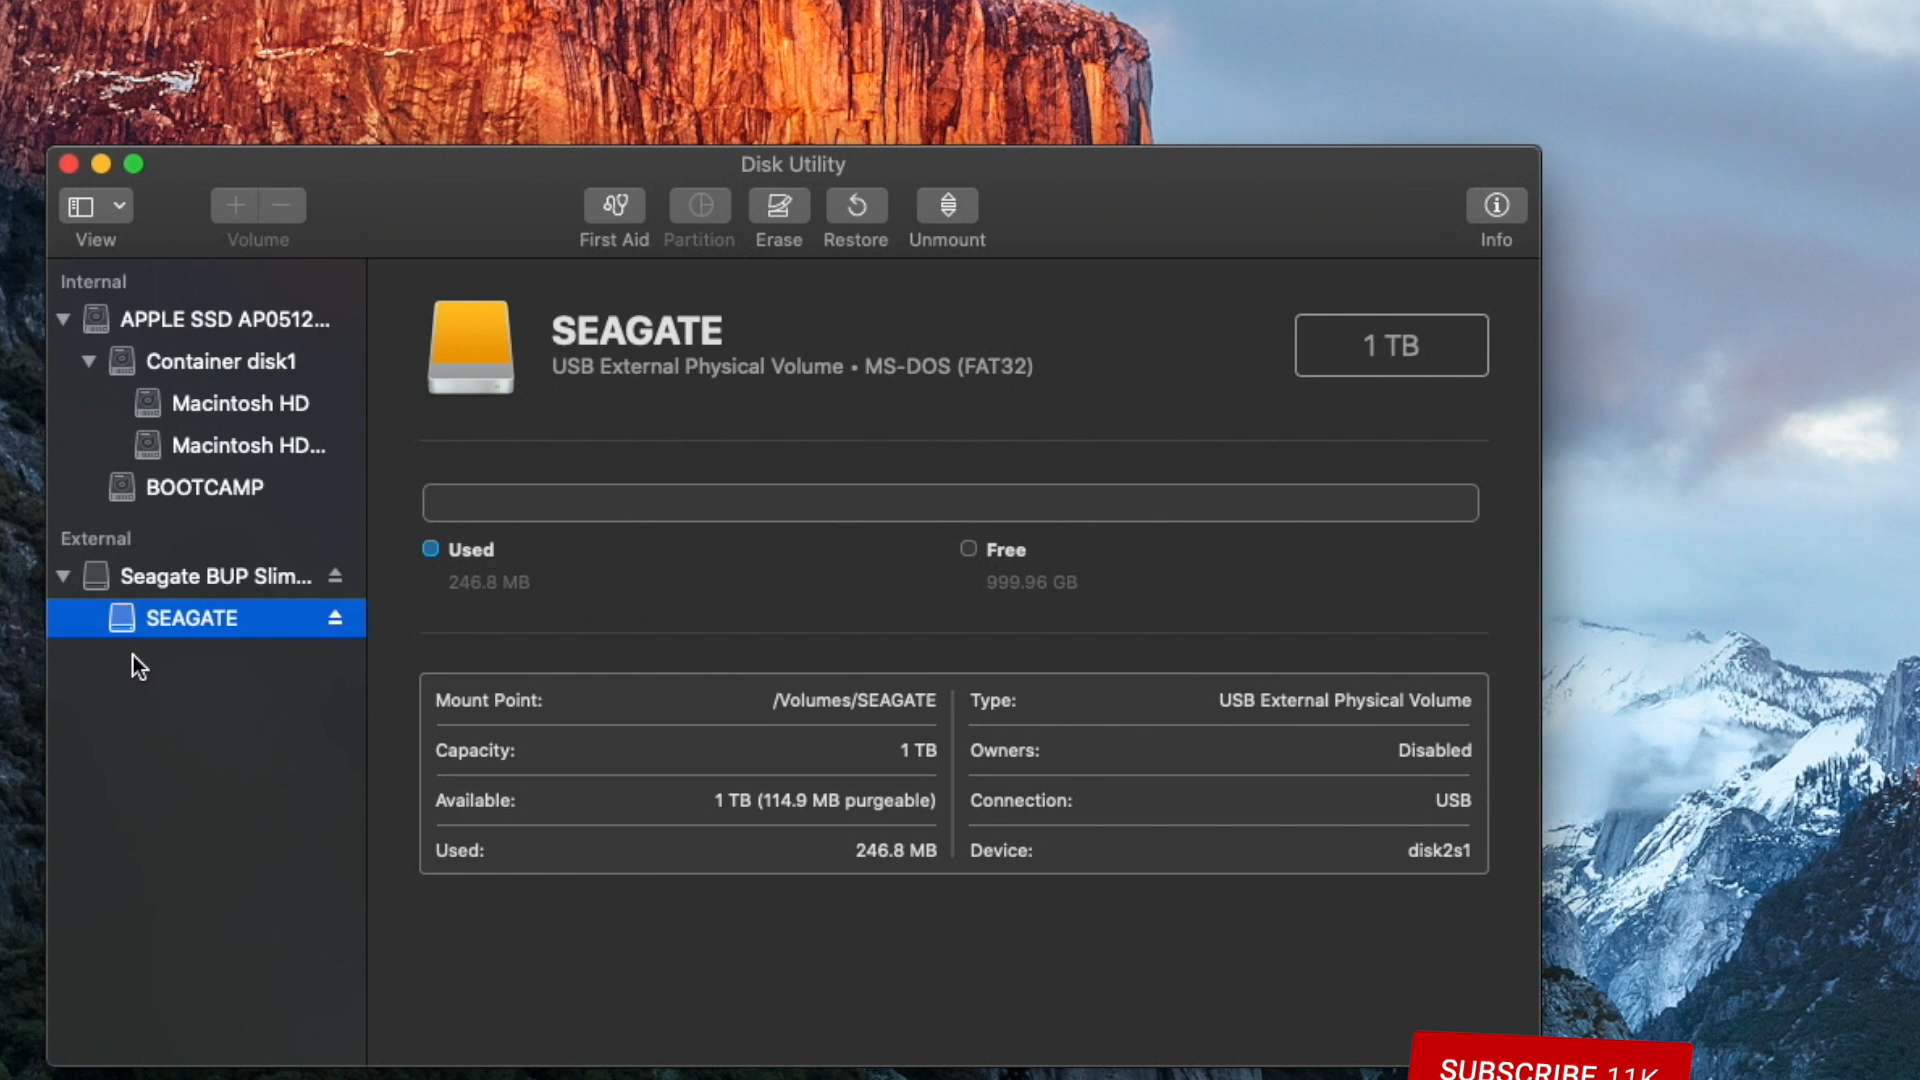 Disk Utility
View
Volume
First Aid
Partition
Erase
Restore
Unmount
Info
Internal
APPLE SSD AP0512...
Container disk1
Macintosh HD
Macintosh HD...
BOOTCAMP
External
Seagate BUP Slim...
SEAGATE
SEAGATE
USB External Physical Volume • MS-DOS (FAT32)
1 TB
Used
246.8 MB
Free
999.96 GB
Mount Point: /Volumes/SEAGATE
Capacity: 1 TB
Available: 1 TB (114.9 MB purgeable)
Used: 246.8 MB
Type: USB External Physical Volume
Owners: Disabled
Connection: USB
Device: disk2s1
SUBSCRIBE 11K